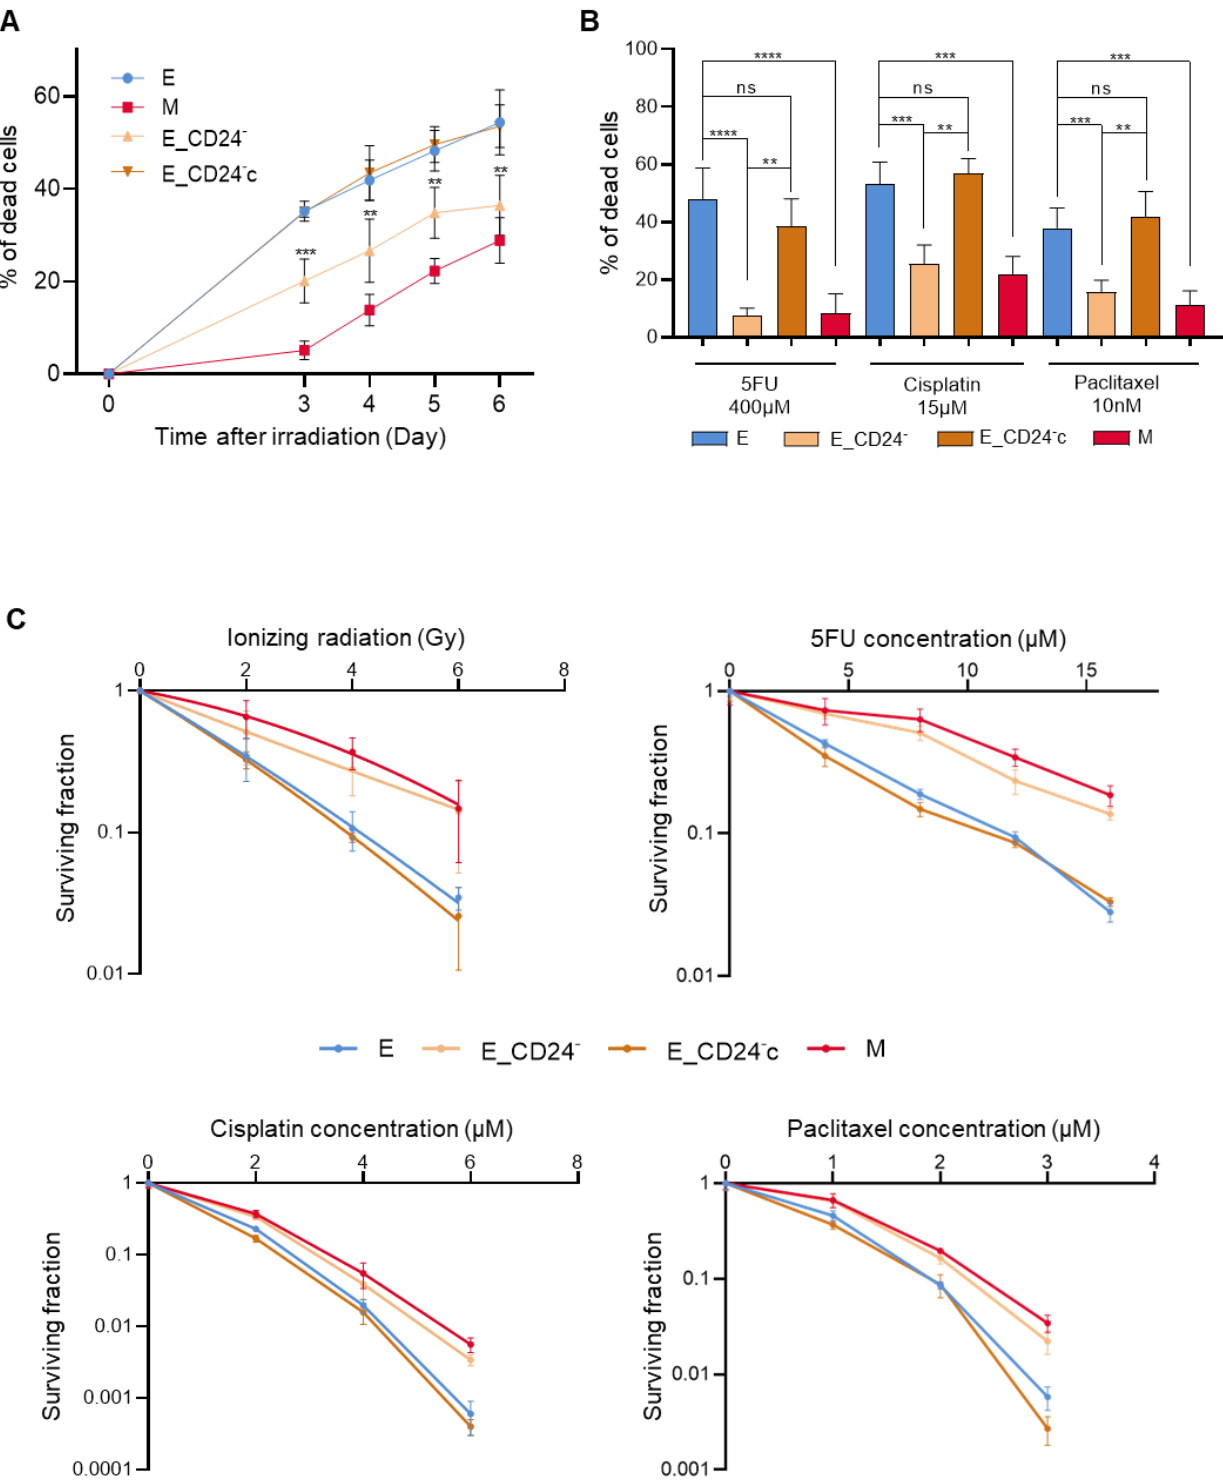 A
% of dead cells
60
40
20
0
E
M
E_CD24⁻
E_CD24⁻c
***
**
**
**
0 3 4 5 6
Time after irradiation (Day)
B
% of dead cells
100
80
60
40
20
0
**** *** ***
ns ns ns
**** ** *** ** *** **
5FU Cisplatin Paclitaxel
400µM 15µM 10nM
E E_CD24⁻ E_CD24⁻c M
C
Ionizing radiation (Gy)
0 2 4 6 8
Surviving fraction
1
0.1
0.01
5FU concentration (µM)
0 5 10 15
Surviving fraction
1
0.1
0.01
E E_CD24⁻ E_CD24⁻c M
Cisplatin concentration (µM)
0 2 4 6 8
Surviving fraction
1
0.1
0.01
0.001
0.0001
Paclitaxel concentration (µM)
0 1 2 3 4
Surviving fraction
1
0.1
0.01
0.001